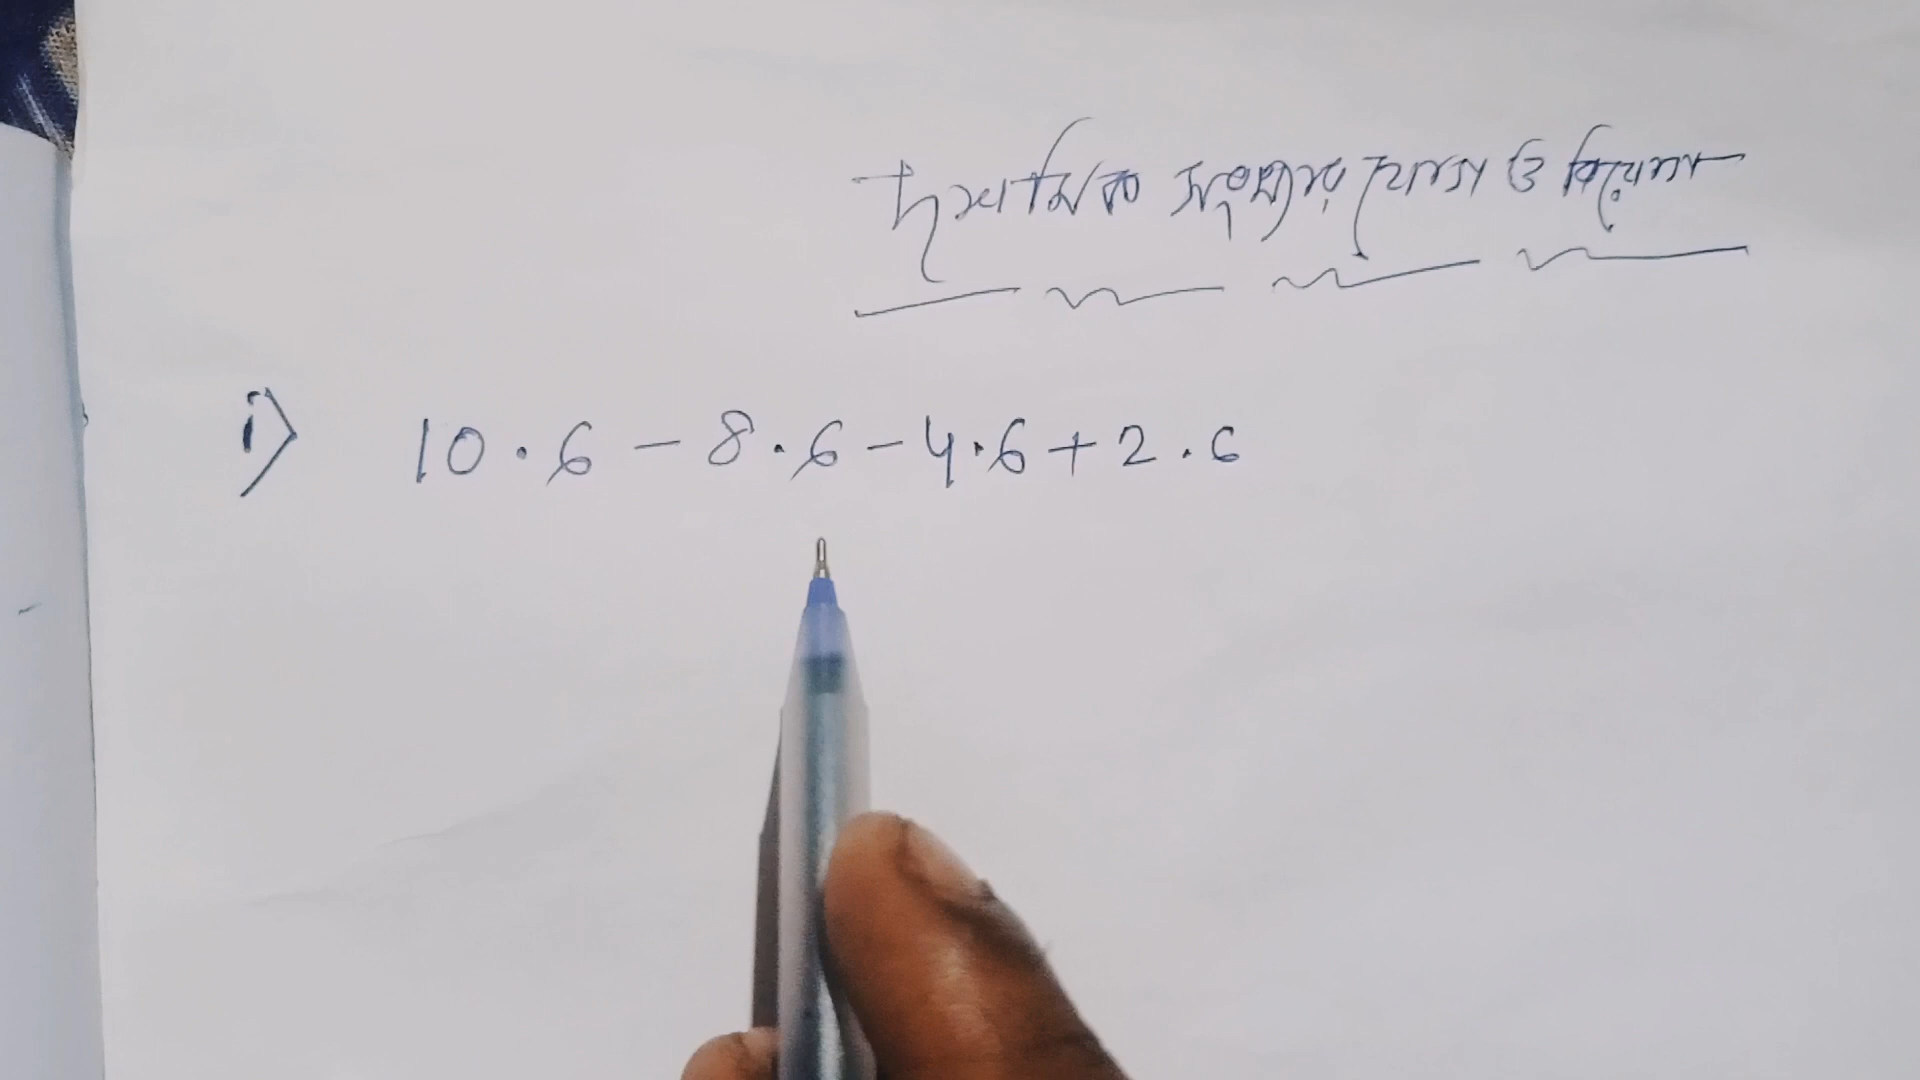 দশমিক সংখ্যার যোগ ও বিয়োগ
i) 10.6 - 8.6 - 4.6 + 2.6